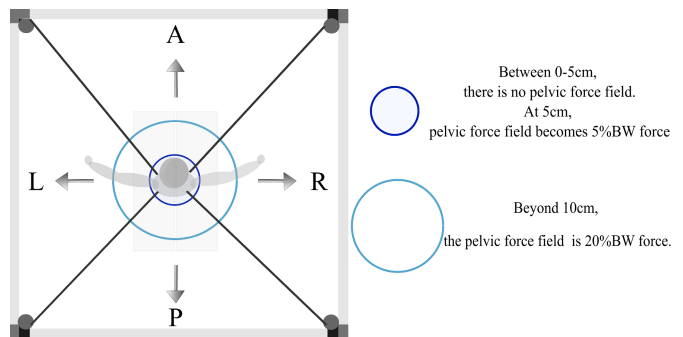 A
L
R
P
Between 0-5cm,
there is no pelvic force field.
At 5cm,
pelvic force field becomes 5%BW force
Beyond 10cm,
the pelvic force field is 20%BW force.